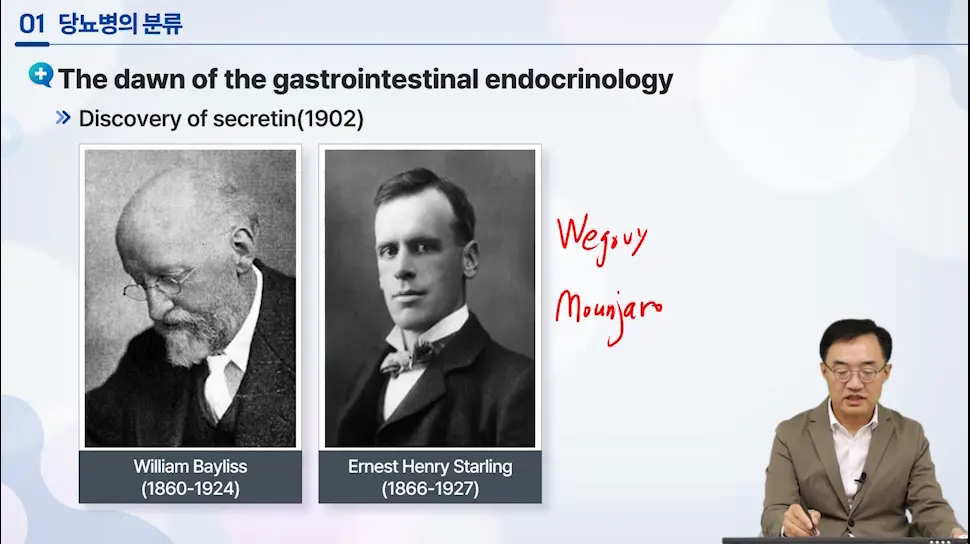 01 당뇨병의 분류
The dawn of the gastrointestinal endocrinology
Discovery of secretin(1902)
Wegovy
Mounjaro
William Bayliss
(1860-1924)
Ernest Henry Starling
(1866-1927)